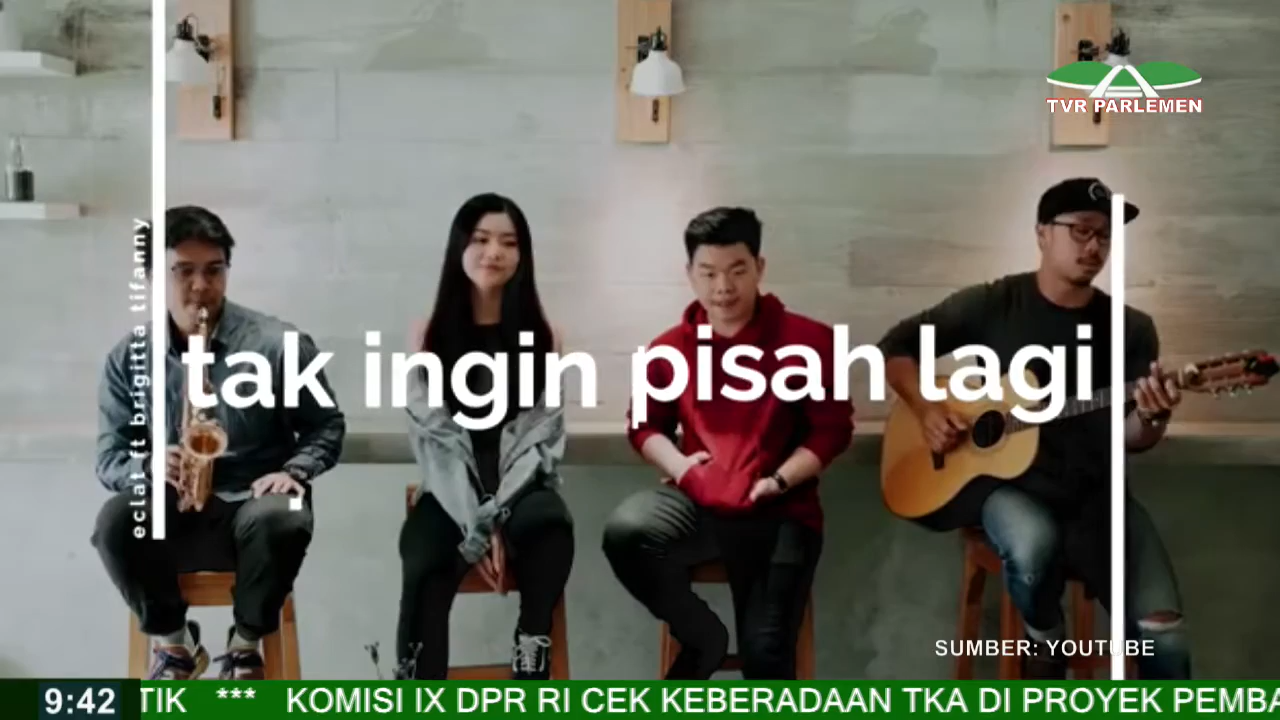 TVR PARLEMEN
eclat ft brigitta tifanny
tak ingin pisah lagi
SUMBER: YOUTUBE
9:42
TIK *** KOMISI IX DPR RI CEK KEBERADAAN TKA DI PROYEK PEMBA